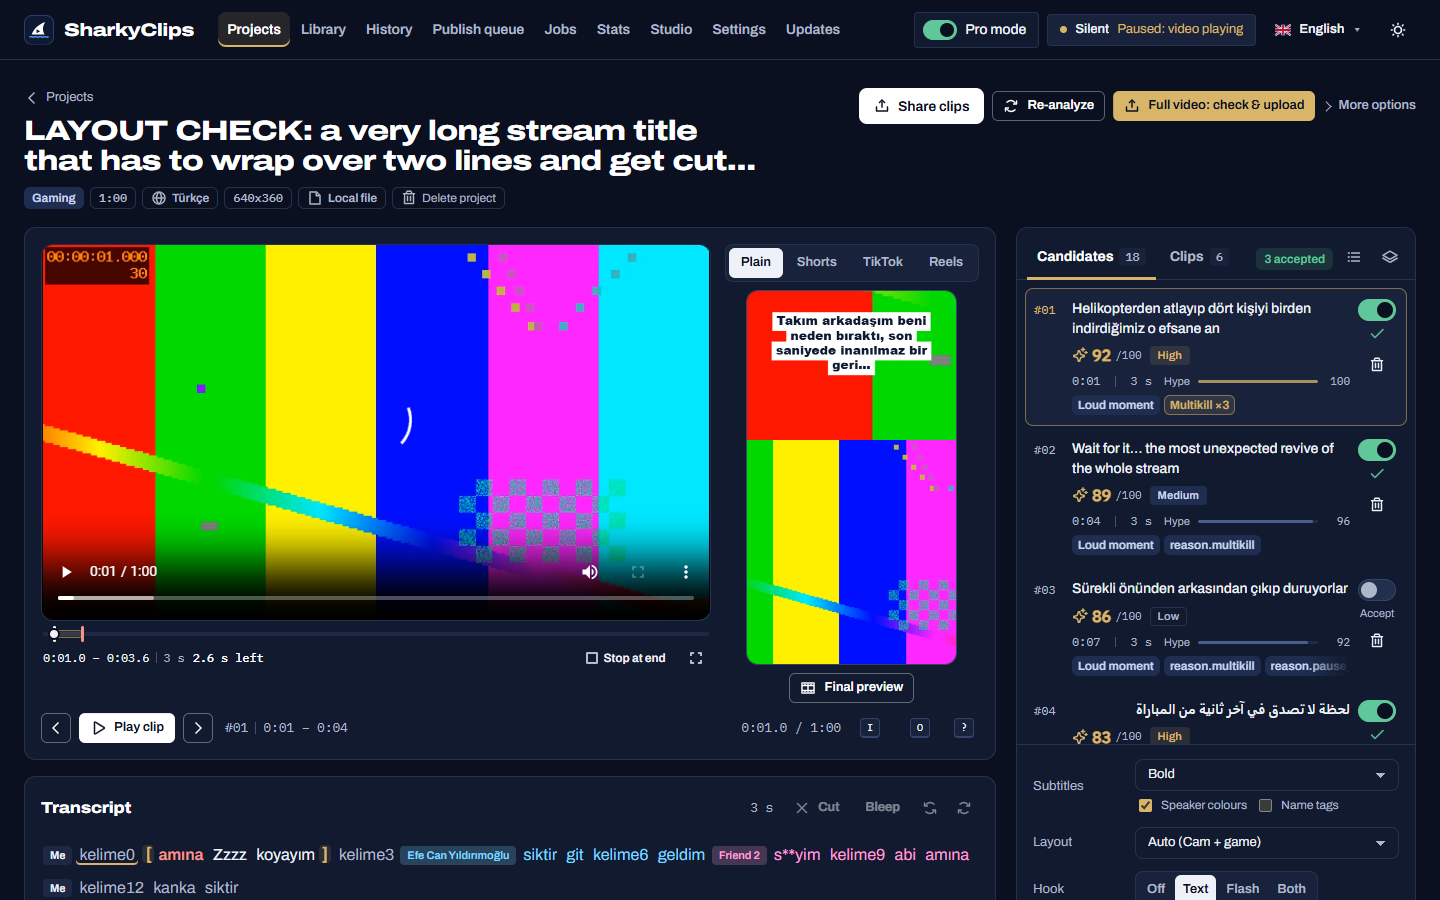 SharkyClips
Projects
Library
History
Publish queue
Jobs
Stats
Studio
Settings
Updates
Pro mode
Silent Paused: video playing
English
Projects
LAYOUT CHECK: a very long stream title
that has to wrap over two lines and get cut...
Share clips
Re-analyze
Full video: check & upload
More options
Gaming
1:00
Türkçe
640x360
Local file
Delete project
00:00:01.000
30
0:01 / 1:00
0:01.0 – 0:03.6 | 3 s 2.6 s left
Stop at end
Play clip
#01 | 0:01 – 0:04
Plain
Shorts
TikTok
Reels
Takım arkadaşım beni
neden bıraktı, son
saniyede inanılmaz bir
geri...
Final preview
0:01.0 / 1:00
I
O
?
Transcript
3 s
Cut
Bleep
Me kelime0 [ amına Zzzz koyayım ] kelime3 Efe Can Yıldırımoğlu siktir git kelime6 geldim Friend 2 s**yim kelime9 abi amına
Me kelime12 kanka siktir
Candidates 18
Clips 6
3 accepted
#01
Helikopterden atlayıp dört kişiyi birden
indirdiğimiz o efsane an
92 /100 High
0:01 | 3 s Hype 100
Loud moment Multikill ×3
#02
Wait for it... the most unexpected revive of
the whole stream
89 /100 Medium
0:04 | 3 s Hype 96
Loud moment reason.multikill
#03
Sürekli önünden arkasından çıkıp duruyorlar
Accept
86 /100 Low
0:07 | 3 s Hype 92
Loud moment reason.multikill reason.pause
#04
لحظة لا تصدق في آخر ثانية من المباراة
83 /100 High
Subtitles
Bold
Speaker colours
Name tags
Layout
Auto (Cam + game)
Hook
Off
Text
Flash
Both